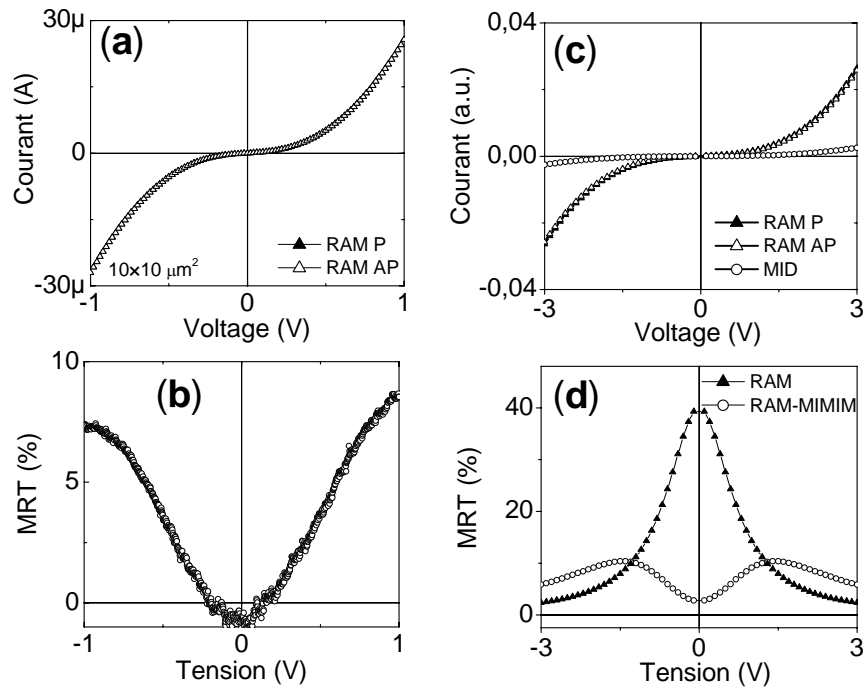 (a)
30µ
0
-30µ
Courant (A)
RAM P
RAM AP
10×10 µm²
-1 0 1
Voltage (V)
(c)
0,04
0,00
-0,04
Courant (a.u.)
RAM P
RAM AP
MID
-3 0 3
Voltage (V)
(b)
10
5
0
MRT (%)
-1 0 1
Tension (V)
(d)
RAM
RAM-MIMIM
40
20
0
MRT (%)
-3 0 3
Tension (V)